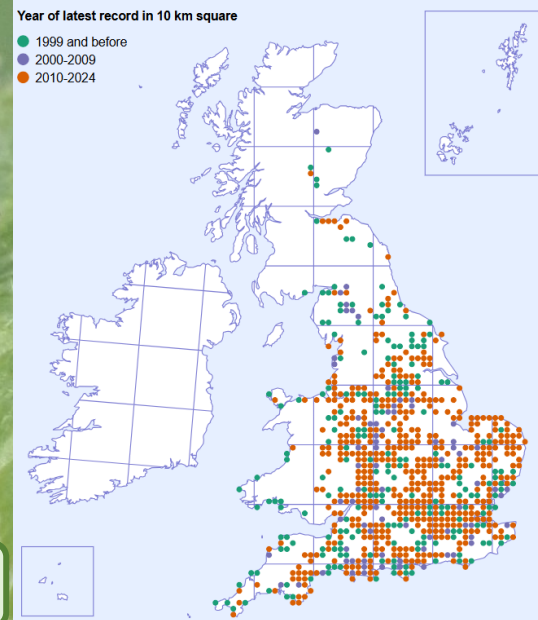 Year of latest record in 10 km square
1999 and before
2000-2009
2010-2024